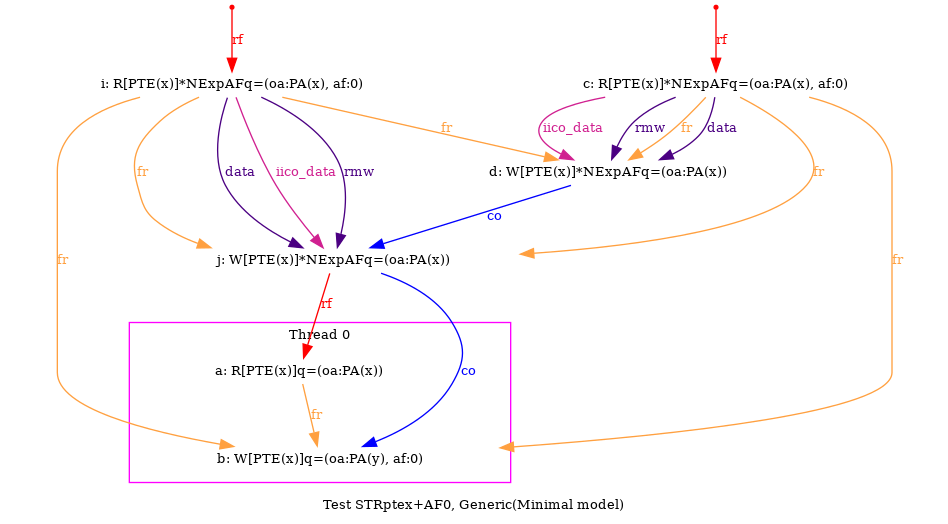 rf
rf
i: R[PTE(x)]*NExpAFq=(oa:PA(x), af:0)
c: R[PTE(x)]*NExpAFq=(oa:PA(x), af:0)
fr
iico_data
rmw
fr
data
fr
data
iico_data
rmw
d: W[PTE(x)]*NExpAFq=(oa:PA(x))
fr
co
fr
j: W[PTE(x)]*NExpAFq=(oa:PA(x))
fr
rf
Thread 0
a: R[PTE(x)]q=(oa:PA(x))
co
fr
b: W[PTE(x)]q=(oa:PA(y), af:0)
Test STRptex+AF0, Generic(Minimal model)